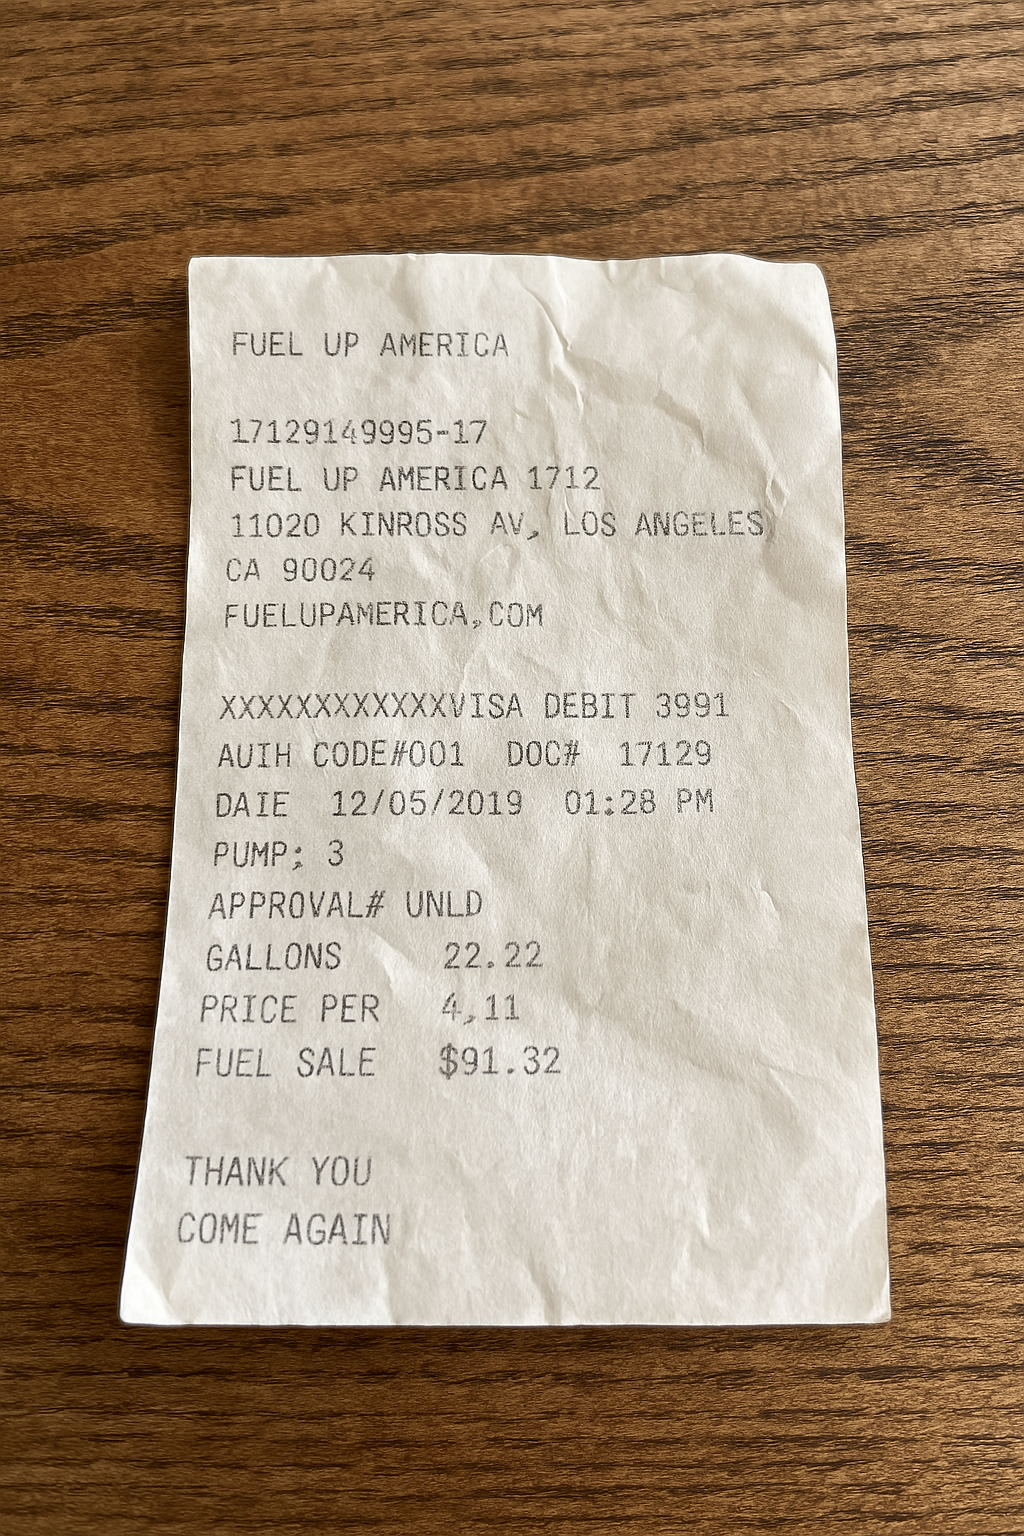 FUEL UP AMERICA
17129149995-17
FUEL UP AMERICA 1712
11020 KINROSS AV, LOS ANGELES,
CA 90024
FUELUPAMERICA,COM
XXXXXXXXXXXXVISA DEBIT 3991
AUIH CODE#001 DOC# 17129
DAIE 12/05/2019 01:28 PM
PUMP; 3
APPROVAL# UNLD
GALLONS 22.22
PRICE PER 4,11
FUEL SALE $91.32
THANK YOU
COME AGAIN